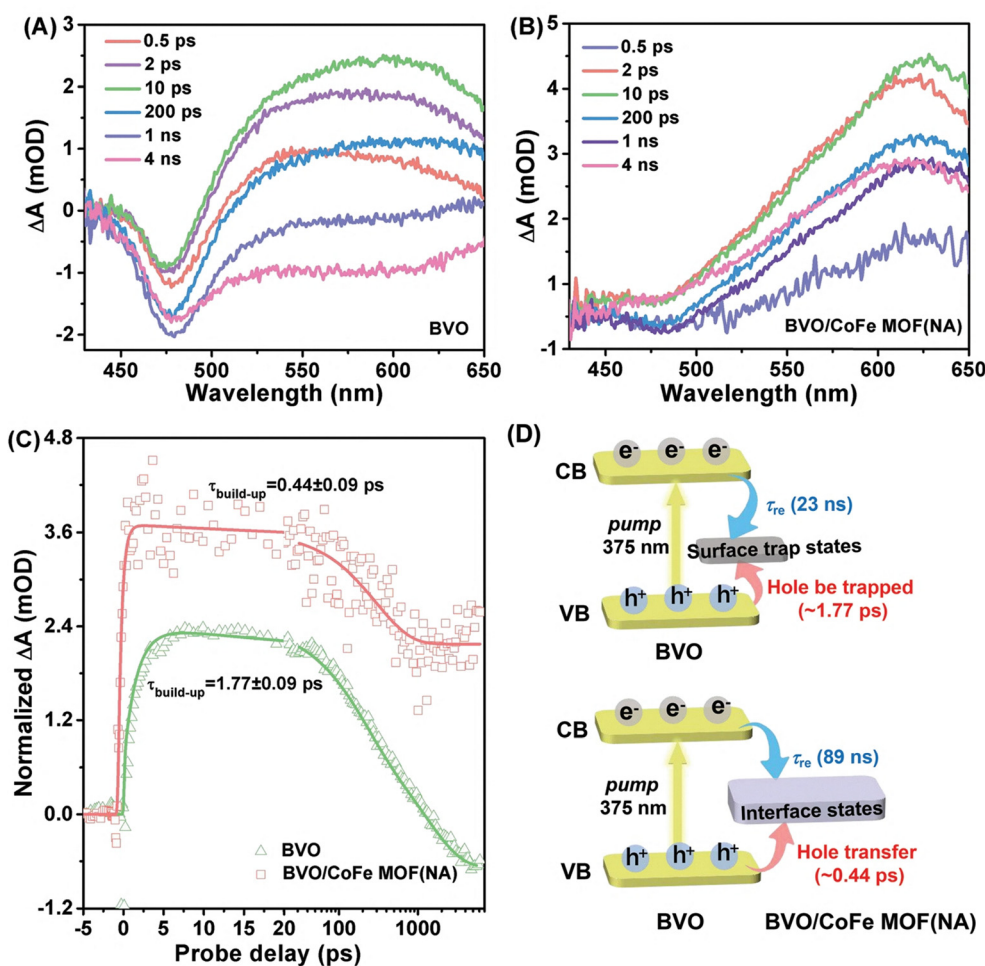 (A)
0.5 ps
2 ps
10 ps
200 ps
1 ns
4 ns
BVO
ΔA (mOD)
3
2
1
0
-1
-2
450 500 550 600 650
Wavelength (nm)
(B)
0.5 ps
2 ps
10 ps
200 ps
1 ns
4 ns
BVO/CoFe MOF(NA)
ΔA (mOD)
5
4
3
2
1
-1
450 500 550 600 650
Wavelength (nm)
(C)
τbuild-up=0.44±0.09 ps
τbuild-up=1.77±0.09 ps
BVO
BVO/CoFe MOF(NA)
Normalized ΔA (mOD)
4.8
3.6
2.4
1.2
0.0
-1.2
-5 0 5 10 15 20 100 1000
Probe delay (ps)
(D)
CB
e- e- e-
τre (23 ns)
pump
375 nm
Surface trap states
VB
h+ h+ h+
Hole be trapped
(~1.77 ps)
BVO
CB
e- e- e-
τre (89 ns)
pump
375 nm
Interface states
VB
h+ h+ h+
Hole transfer
(~0.44 ps)
BVO BVO/CoFe MOF(NA)